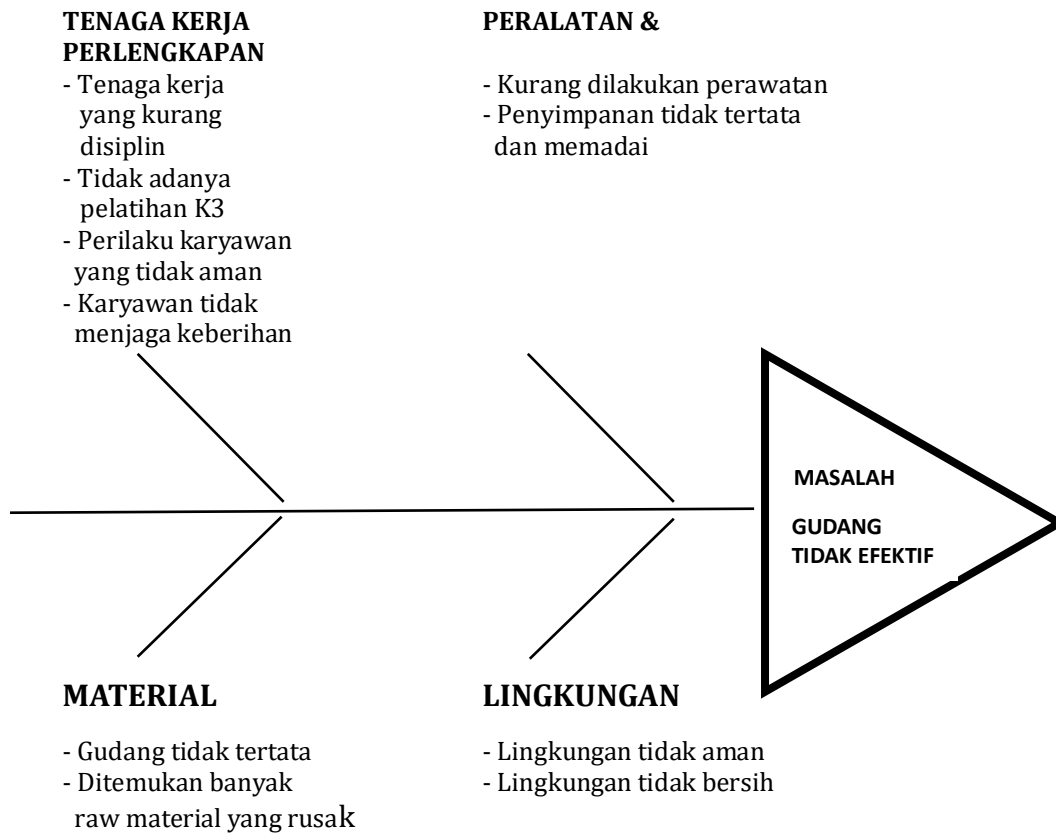 TENAGA KERJA
PERLENGKAPAN
- Tenaga kerja
yang kurang
disiplin
- Tidak adanya
pelatihan K3
- Perilaku karyawan
yang tidak aman
- Karyawan tidak
menjaga keberihan
PERALATAN &
- Kurang dilakukan perawatan
- Penyimpanan tidak tertata
dan memadai
MASALAH
GUDANG
TIDAK EFEKTIF
MATERIAL
- Gudang tidak tertata
- Ditemukan banyak
raw material yang rusak
LINGKUNGAN
- Lingkungan tidak aman
- Lingkungan tidak bersih